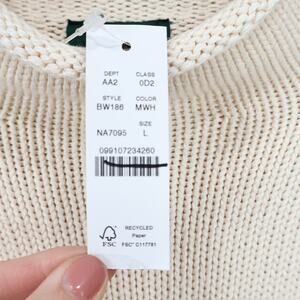 DEPT CLASS
AA2 0D2
STYLE COLOR
BW186 MWH
SIZE
NA7095 L
099107234260
FSC
RECYCLED
Paper
FSC® C117781